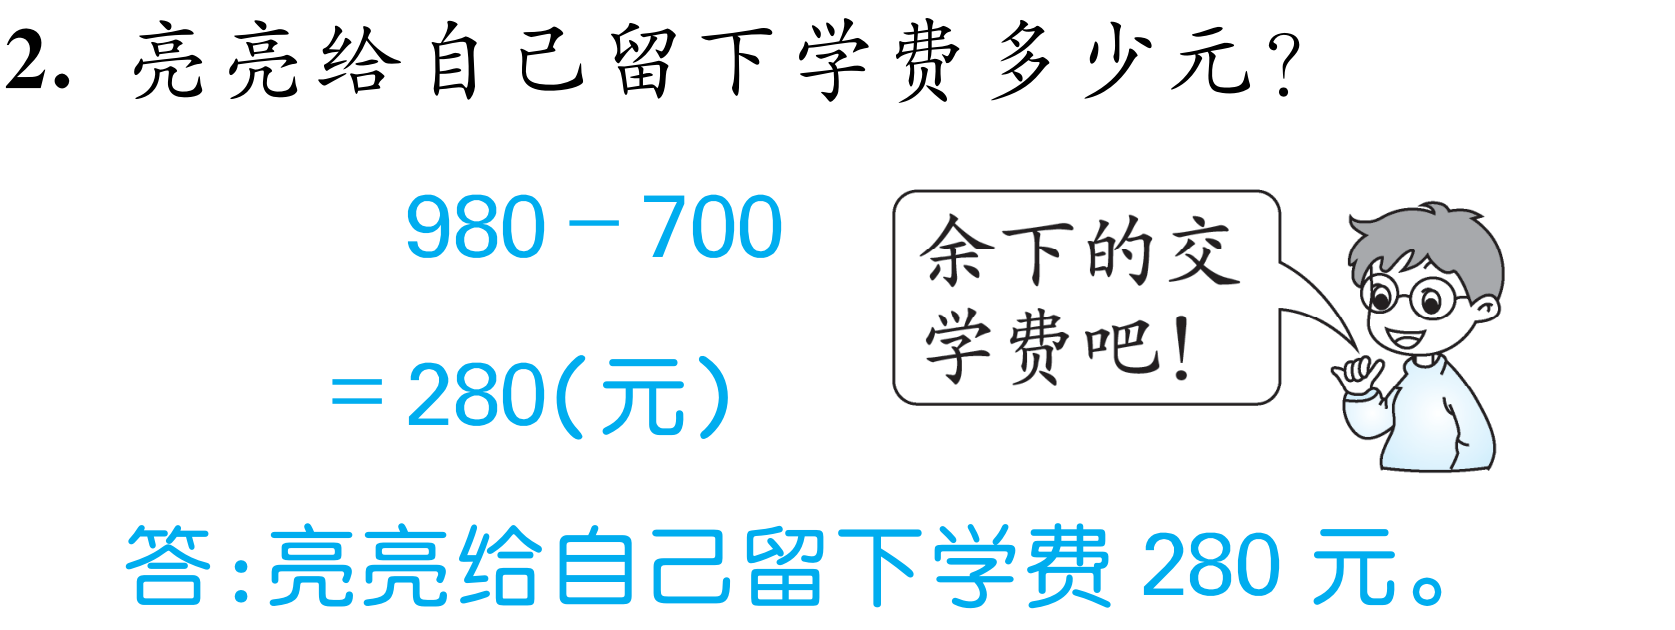 2. 亮亮给自己留下学费多少元?
980 - 700
= 280(元)
余下的交
学费吧!
答:亮亮给自己留下学费 280 元。